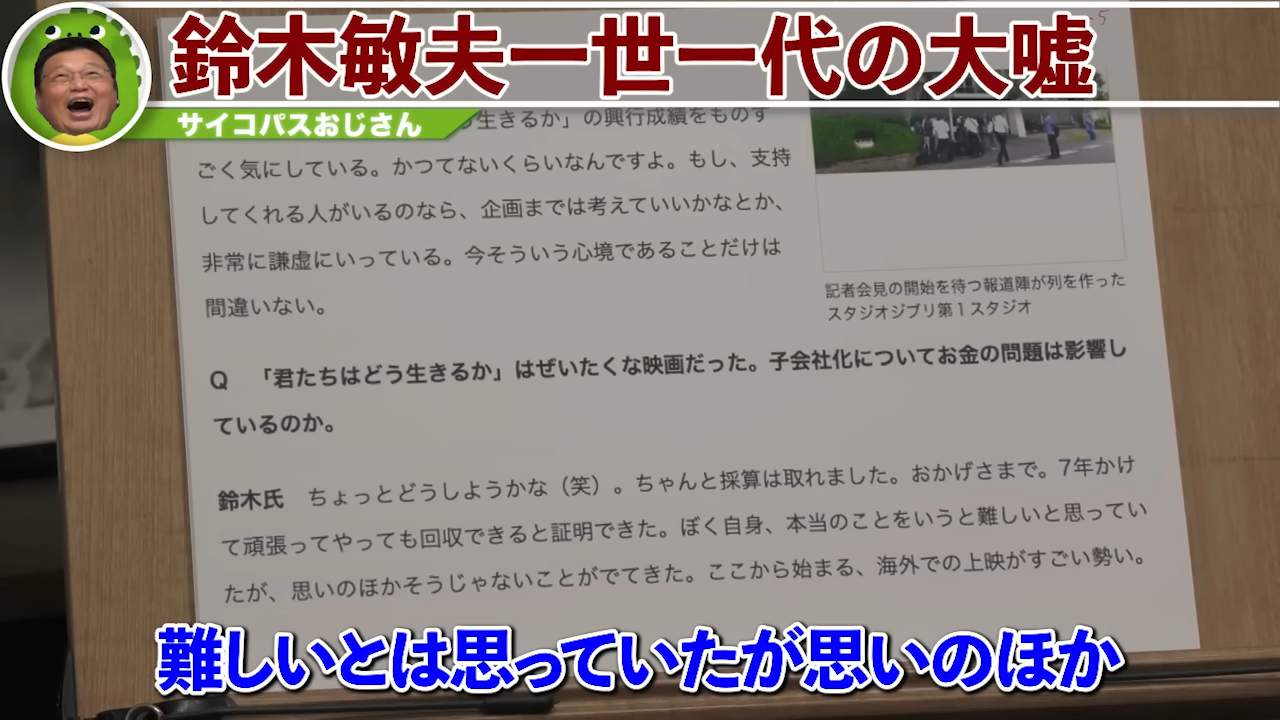 鈴木敏夫一世一代の大嘘
サイコパスおじさん
生きるか」の興行成績をものす
ごく気にしている。かつてないくらいなんですよ。もし、支持
してくれる人がいるのなら、企画までは考えていいかなとか、
非常に謙虚にいっている。今そういう心境であることだけは
間違いない。
記者会見の開始を待つ報道陣が列を作った
スタジオジブリ第1スタジオ
Q 「君たちはどう生きるか」はぜいたくな映画だった。子会社化についてお金の問題は影響し
ているのか。
鈴木氏 ちょっとどうしようかな（笑）。ちゃんと採算は取れました。おかげさまで。7年かけ
て頑張ってやっても回収できると証明できた。ぼく自身、本当のことをいうと難しいと思ってい
たが、思いのほかそうじゃないことがでてきた。ここから始まる、海外での上映がすごい勢い。
難しいとは思っていたが思いのほか